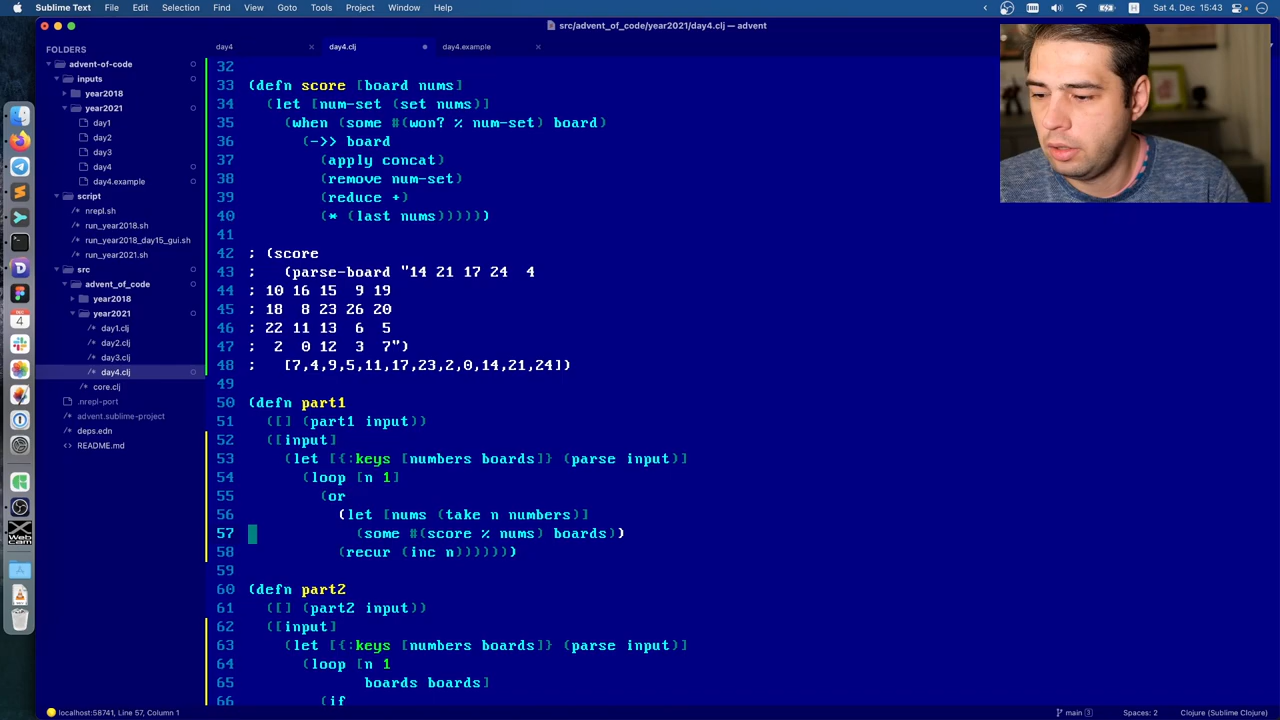 Sublime Text File Edit Selection Find View Goto Tools Project Window Help
Sat 4. Dec 15:43
src/advent_of_code/year2021/day4.clj — advent
FOLDERS
advent-of-code
inputs
year2018
year2021
day1
day2
day3
day4
day4.example
script
nrepl.sh
run_year2018.sh
run_year2018_day15_gui.sh
run_year2021.sh
src
advent_of_code
year2018
year2021
day1.clj
day2.clj
day3.clj
day4.clj
core.clj
.nrepl-port
advent.sublime-project
deps.edn
README.md
day4 day4.clj day4.example
32
33 (defn score [board nums]
34 (let [num-set (set nums)]
35 (when (some #(won? % num-set) board)
36 (->> board
37 (apply concat)
38 (remove num-set)
39 (reduce +)
40 (* (last nums))))))
41
42 ; (score
43 ; (parse-board "14 21 17 24 4
44 ; 10 16 15 9 19
45 ; 18 8 23 26 20
46 ; 22 11 13 6 5
47 ; 2 0 12 3 7")
48 ; [7,4,9,5,11,17,23,2,0,14,21,24])
49
50 (defn part1
51 ([] (part1 input))
52 ([input]
53 (let [{:keys [numbers boards]} (parse input)]
54 (loop [n 1]
55 (or
56 (let [nums (take n numbers)]
57 (some #(score % nums) boards))
58 (recur (inc n))))))
59
60 (defn part2
61 ([] (part2 input))
62 ([input]
63 (let [{:keys [numbers boards]} (parse input)]
64 (loop [n 1
65 boards boards]
66 (if
localhost:58741, Line 57, Column 1
main 3 Spaces: 2 Clojure (Sublime Clojure)